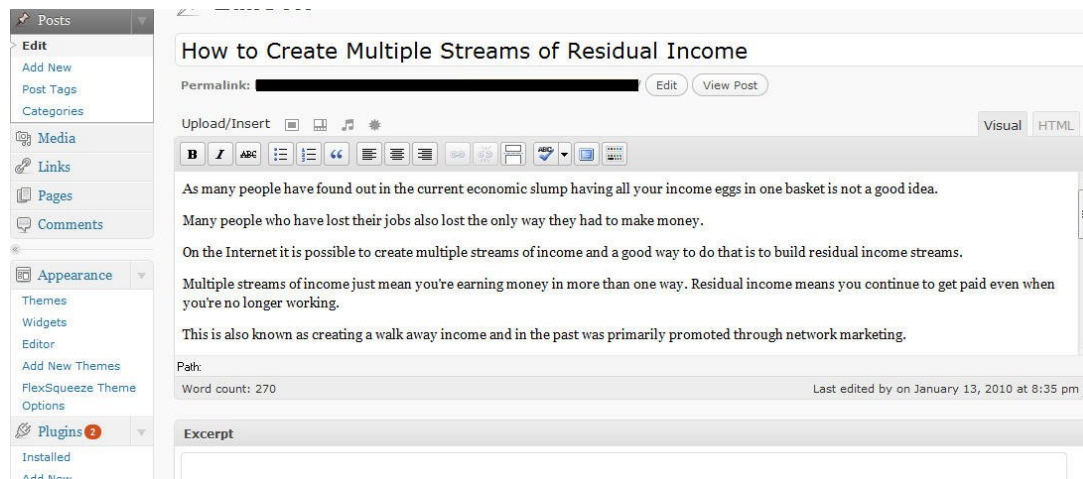 Posts
Edit
Add New
Post Tags
Categories
Media
Links
Pages
Comments
Appearance
Themes
Widgets
Editor
Add New Themes
FlexSqueeze Theme
Options
Plugins 2
Installed
Add New
How to Create Multiple Streams of Residual Income
Permalink: / Edit View Post
Upload/Insert
Visual HTML
B I ABC ABC
As many people have found out in the current economic slump having all your income eggs in one basket is not a good idea.
Many people who have lost their jobs also lost the only way they had to make money.
On the Internet it is possible to create multiple streams of income and a good way to do that is to build residual income streams.
Multiple streams of income just mean you're earning money in more than one way. Residual income means you continue to get paid even when
you're no longer working.
This is also known as creating a walk away income and in the past was primarily promoted through network marketing.
Path:
Word count: 270
Last edited by on January 13, 2010 at 8:35 pm
Excerpt